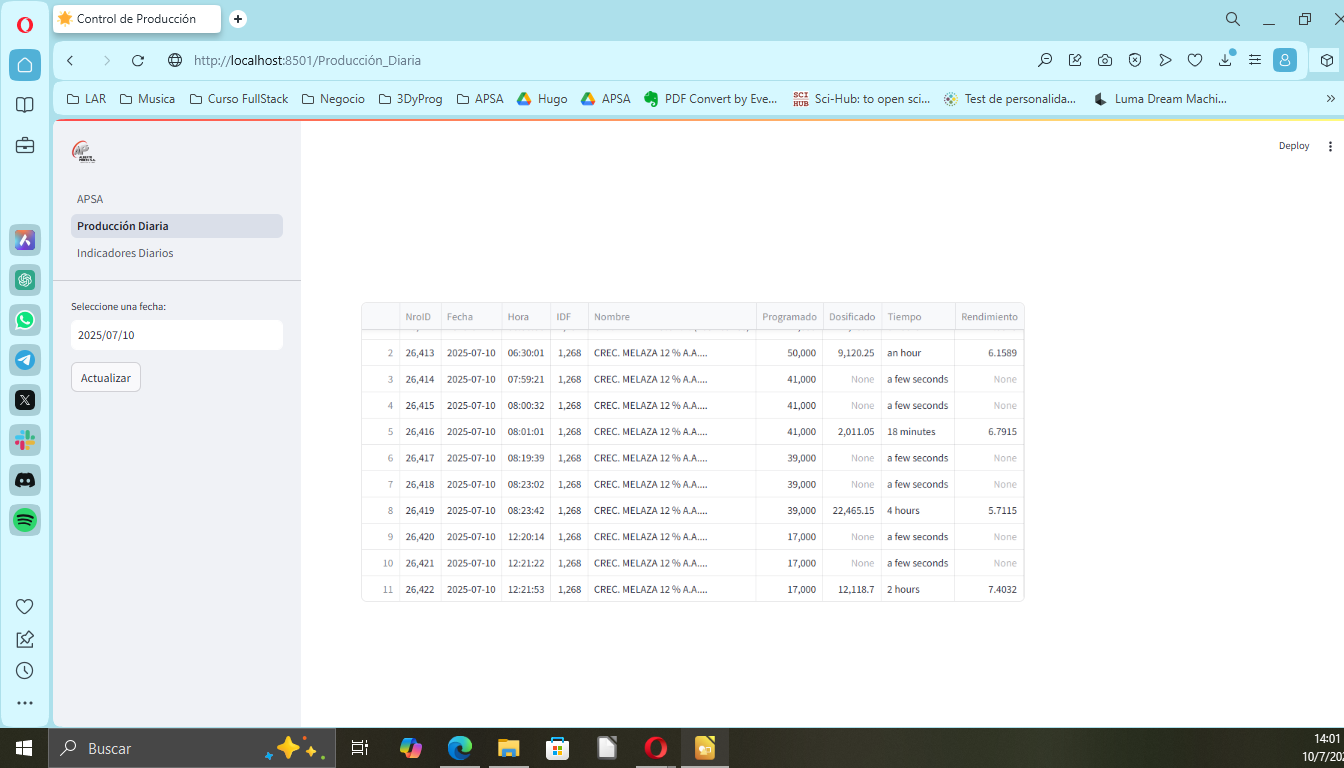 Control de Producción
http://localhost:8501/Producción_Diaria
LAR Musica Curso FullStack Negocio 3DyProg APSA Hugo APSA PDF Convert by Eve... SCI HUB Sci-Hub: to open sci... Test de personalida... Luma Dream Machi...
Deploy
AP
APSA
Producción Diaria
Indicadores Diarios
Seleccione una fecha:
2025/07/10
Actualizar
NroID Fecha Hora IDF Nombre Programado Dosificado Tiempo Rendimiento
2 26,413 2025-07-10 06:30:01 1,268 CREC. MELAZA 12 % A.A.... 50,000 9,120.25 an hour 6.1589
3 26,414 2025-07-10 07:59:21 1,268 CREC. MELAZA 12 % A.A.... 41,000 None a few seconds None
4 26,415 2025-07-10 08:00:32 1,268 CREC. MELAZA 12 % A.A.... 41,000 None a few seconds None
5 26,416 2025-07-10 08:01:01 1,268 CREC. MELAZA 12 % A.A.... 41,000 2,011.05 18 minutes 6.7915
6 26,417 2025-07-10 08:19:39 1,268 CREC. MELAZA 12 % A.A.... 39,000 None a few seconds None
7 26,418 2025-07-10 08:23:02 1,268 CREC. MELAZA 12 % A.A.... 39,000 None a few seconds None
8 26,419 2025-07-10 08:23:42 1,268 CREC. MELAZA 12 % A.A.... 39,000 22,465.15 4 hours 5.7115
9 26,420 2025-07-10 12:20:14 1,268 CREC. MELAZA 12 % A.A.... 17,000 None a few seconds None
10 26,421 2025-07-10 12:21:22 1,268 CREC. MELAZA 12 % A.A.... 17,000 None a few seconds None
11 26,422 2025-07-10 12:21:53 1,268 CREC. MELAZA 12 % A.A.... 17,000 12,118.7 2 hours 7.4032
Buscar
14:01
10/7/20